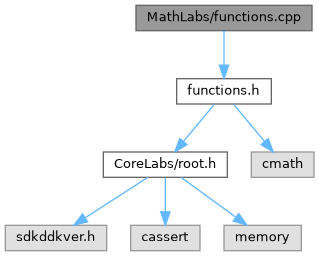 MathLabs/functions.cpp
functions.h
CoreLabs/root.h
cmath
sdkddkver.h
cassert
memory